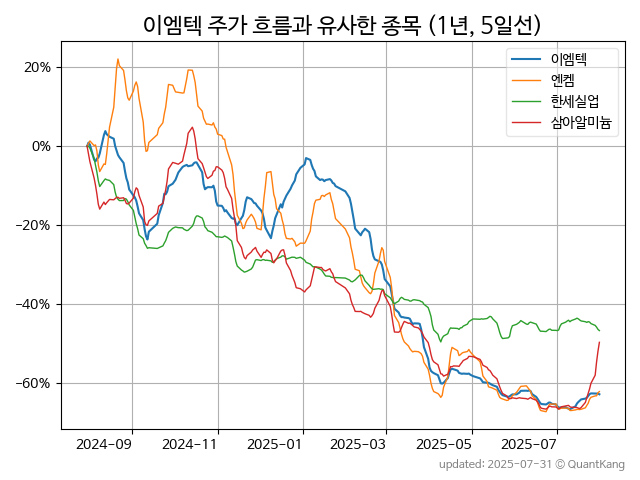 이엠텍 주가 흐름과 유사한 종목 (1년, 5일선)
이엠텍
엔켐
한세실업
삼아알미늄
20%
0%
−20%
−40%
−60%
2024-09
2024-11
2025-01
2025-03
2025-05
2025-07
updated: 2025-07-31 © QuantKang